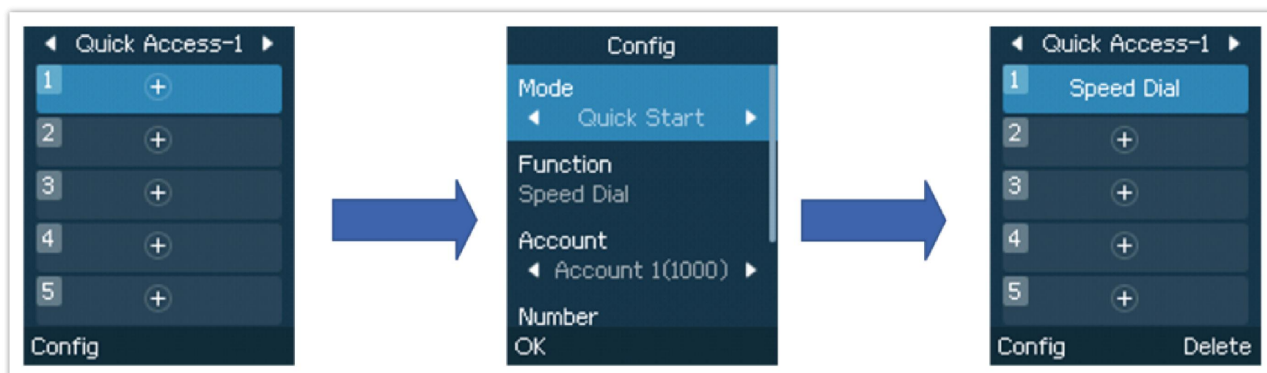 Quick Access-1
1
2
3
4
5
Config
Config
Mode
Quick Start
Function
Speed Dial
Account
Account 1(1000)
Number
OK
Quick Access-1
1 Speed Dial
2
3
4
5
Config Delete